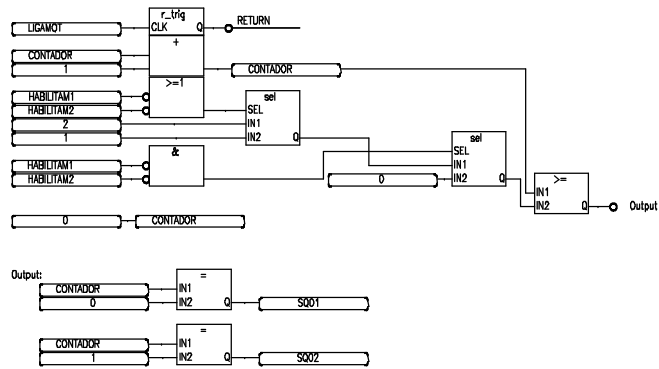 r_trig
LIGAMOT CLK Q RETURN
+
CONTADOR
1 CONTADOR
>=1
HABILITAM1 sel
HABILITAM2 SEL
2 IN1
1 IN2 Q
& sel
SEL
HABILITAM1 IN1 >=
HABILITAM2 0 IN2 Q
IN1
IN2 Q Output
0 CONTADOR
Output:
=
CONTADOR IN1
0 IN2 Q SQ01
=
CONTADOR IN1
1 IN2 Q SQ02